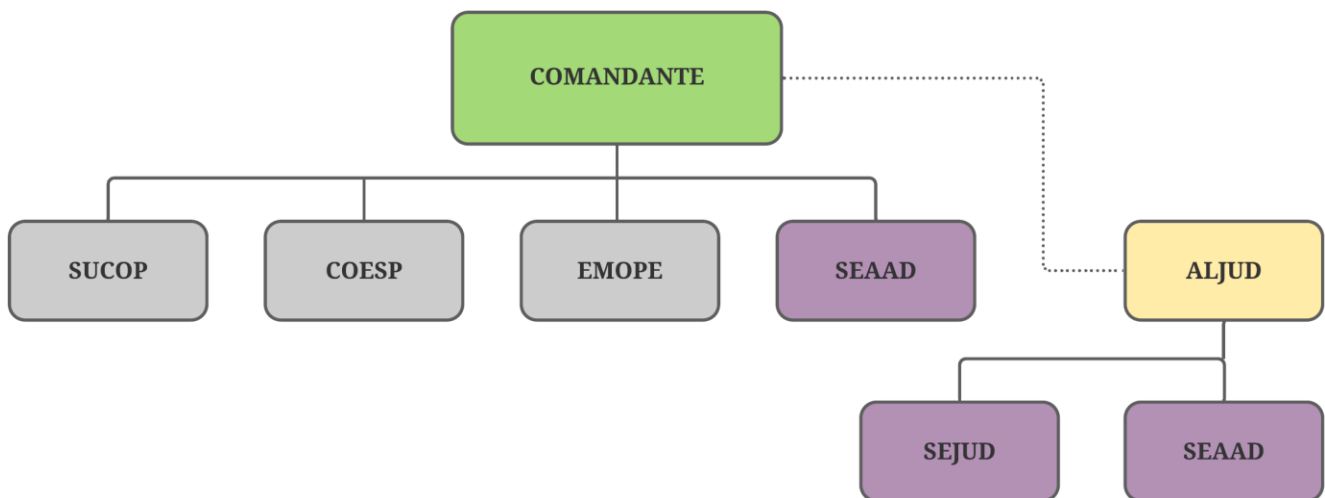 COMANDANTE
SUCOP
COESP
EMOPE
SEAAD
ALJUD
SEJUD
SEAAD